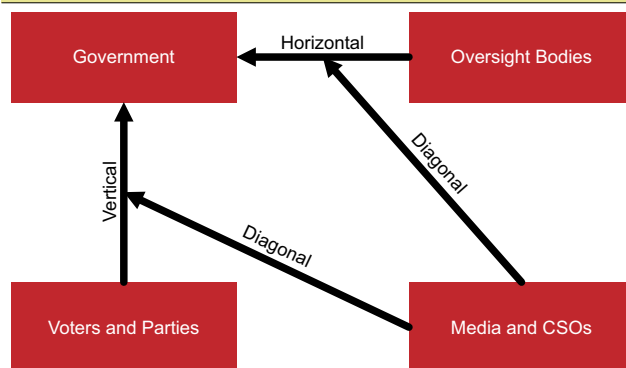 Government
Horizontal
Oversight Bodies
Vertical
Diagonal
Diagonal
Voters and Parties
Media and CSOs